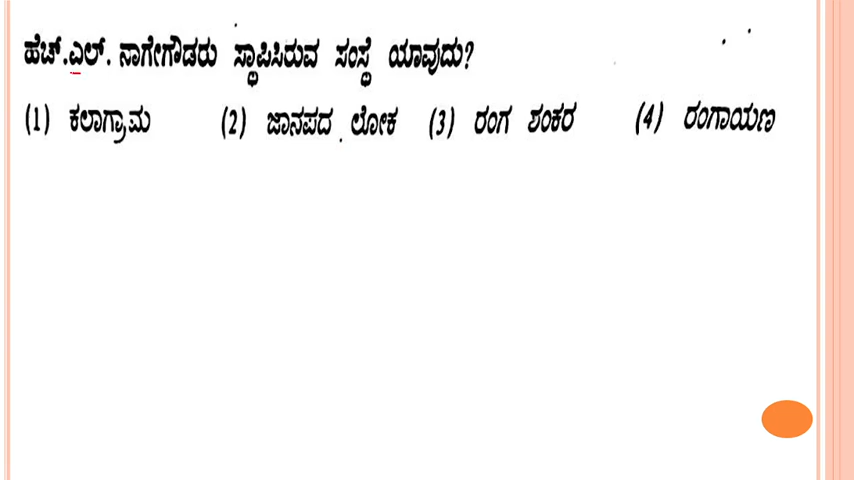 ಹೆಚ್.ಎಲ್. ನಾಗೇಗೌಡರು ಸ್ಥಾಪಿಸಿರುವ ಸಂಸ್ಥೆ ಯಾವುದು?
(1) ಕಲಾಗ್ರಾಮ (2) ಜಾನಪದ ಲೋಕ (3) ರಂಗ ಶಂಕರ (4) ರಂಗಾಯಣ